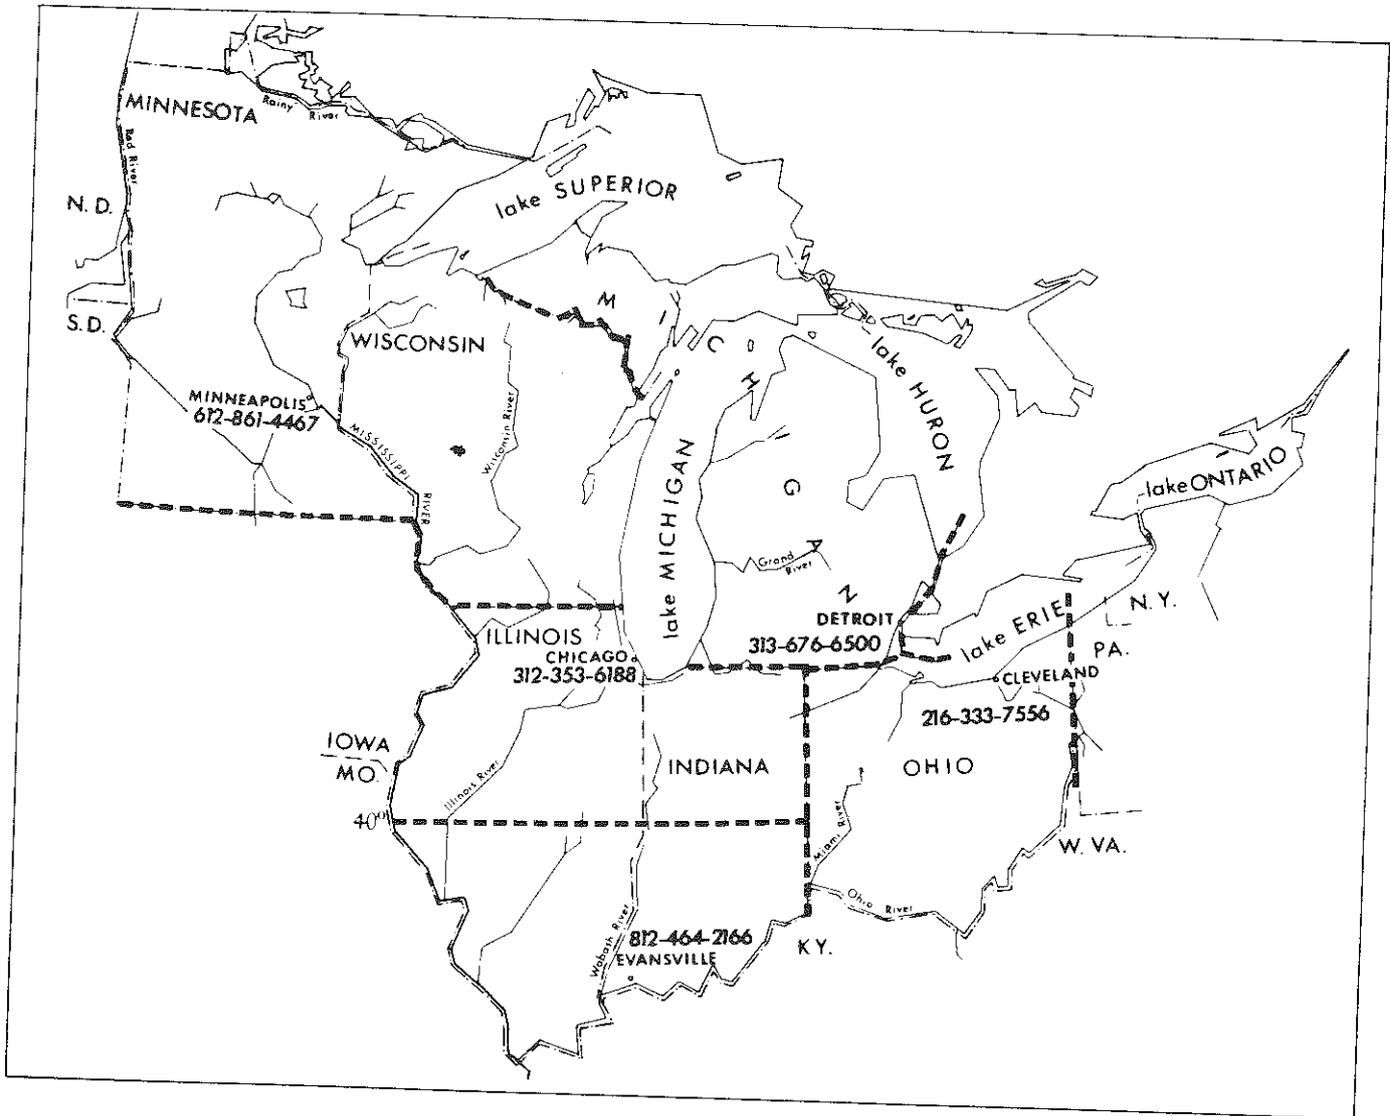 MINNESOTA
Rainy River
Red River
N. D.
S. D.
lake SUPERIOR
WISCONSIN
MINNEAPOLIS
612-861-4467
MISSISSIPPI RIVER
Wisconsin River
M I C H I G A N
lake MICHIGAN
lake HURON
lake ONTARIO
Grand River
DETROIT
313-676-6500
lake ERIE
N. Y.
PA.
CLEVELAND
216-333-7556
ILLINOIS
CHICAGO
312-353-6188
IOWA
MO.
Illinois River
INDIANA
OHIO
40°
Miami River
W. VA.
Ohio River
Wabash River
812-464-2166
EVANSVILLE
KY.